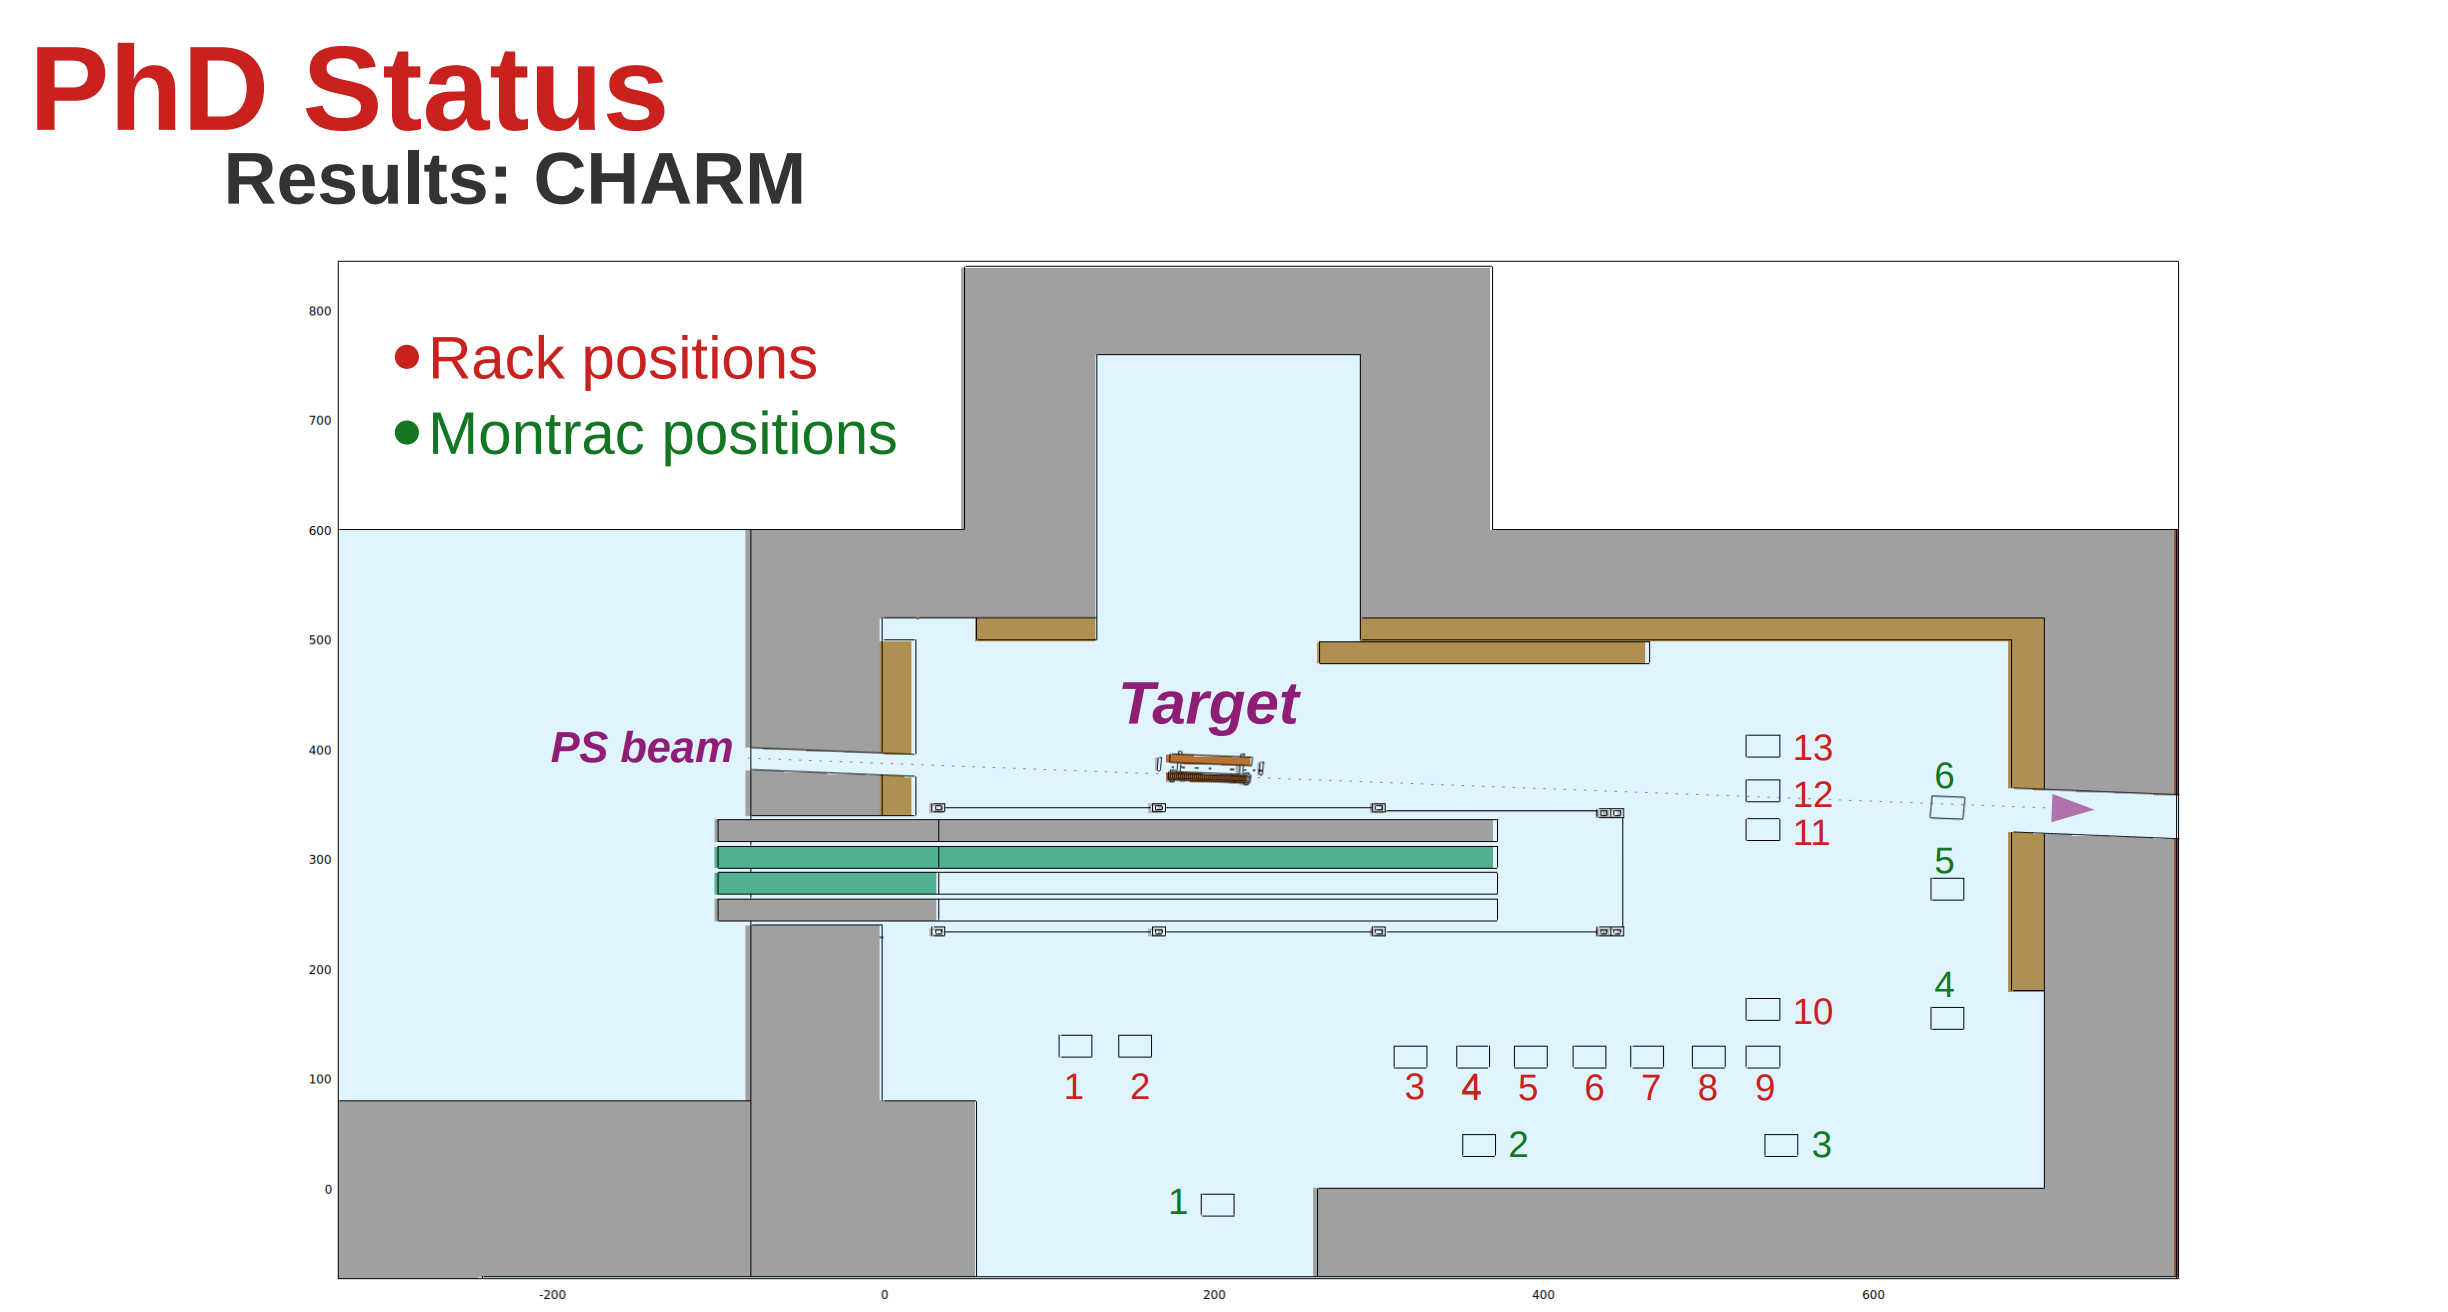 PhD Status
Results: CHARM
800
● Rack positions
700
● Montrac positions
600
500
Target
PS beam
400
13
6
12
11
300
5
200
4
10
100
1 2 3 4 5 6 7 8 9
2 3
0
1
-200 0 200 400 600